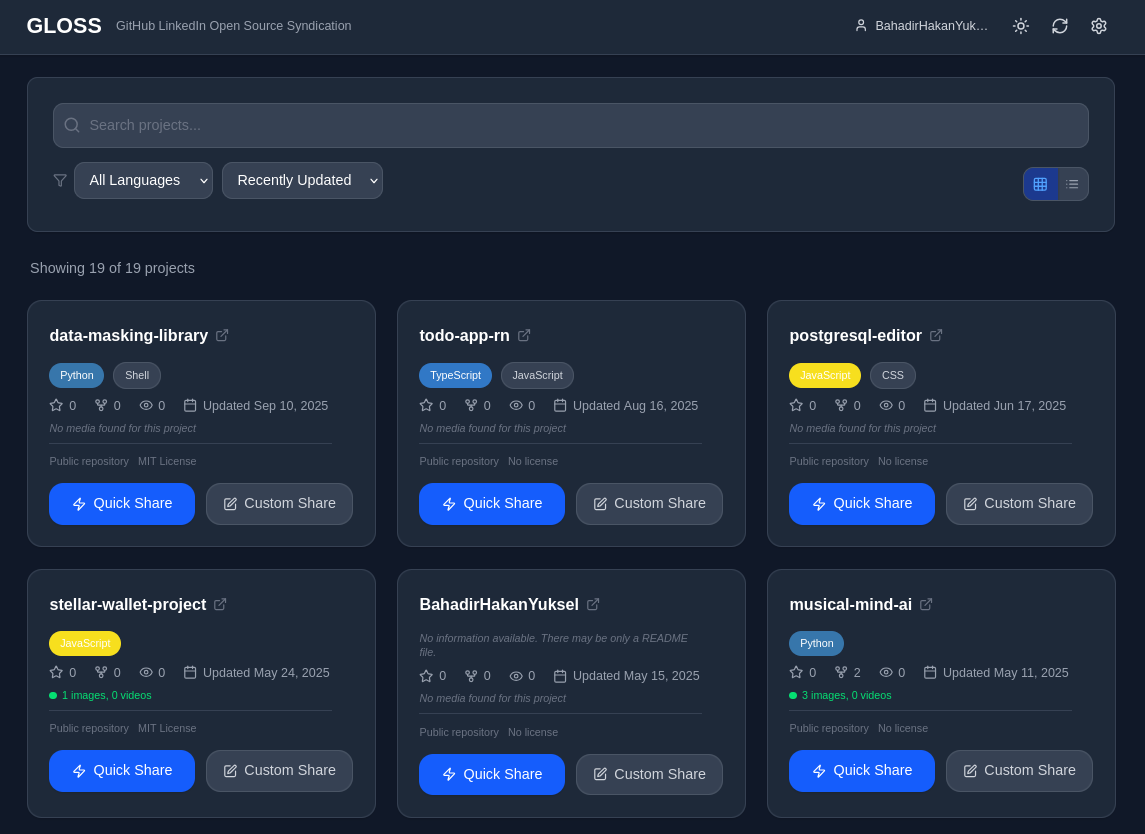 GLOSS GitHub LinkedIn Open Source Syndication BahadirHakanYuk...
Search projects...
All Languages Recently Updated
Showing 19 of 19 projects
data-masking-library
Python Shell
0 0 0 Updated Sep 10, 2025
No media found for this project
Public repository MIT License
Quick Share Custom Share
todo-app-rn
TypeScript JavaScript
0 0 0 Updated Aug 16, 2025
No media found for this project
Public repository No license
Quick Share Custom Share
postgresql-editor
JavaScript CSS
0 0 0 Updated Jun 17, 2025
No media found for this project
Public repository No license
Quick Share Custom Share
stellar-wallet-project
JavaScript
0 0 0 Updated May 24, 2025
1 images, 0 videos
Public repository MIT License
Quick Share Custom Share
BahadirHakanYuksel
No information available. There may be only a README
file.
0 0 0 Updated May 15, 2025
No media found for this project
Public repository No license
Quick Share Custom Share
musical-mind-ai
Python
0 2 0 Updated May 11, 2025
3 images, 0 videos
Public repository No license
Quick Share Custom Share